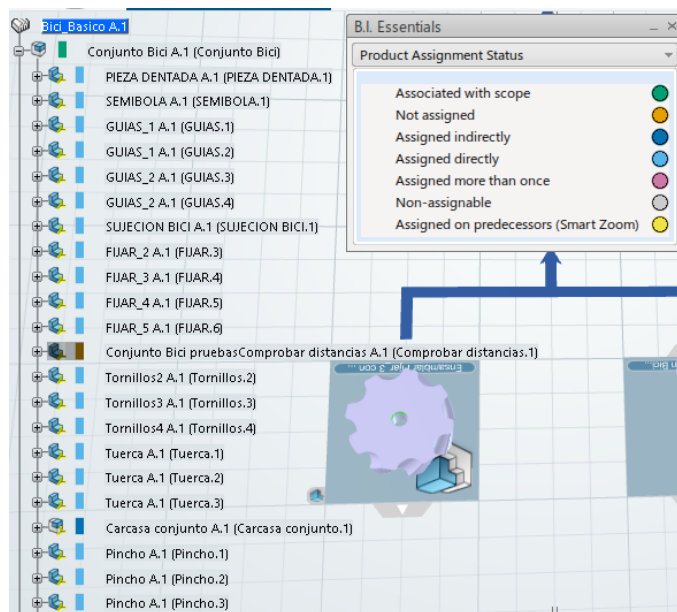 Bici_Basico A.1
Conjunto Bici A.1 (Conjunto Bici)
PIEZA DENTADA A.1 (PIEZA DENTADA.1)
SEMIBOLA A.1 (SEMIBOLA.1)
GUIAS_1 A.1 (GUIAS.1)
GUIAS_1 A.1 (GUIAS.2)
GUIAS_2 A.1 (GUIAS.3)
GUIAS_2 A.1 (GUIAS.4)
SUJECION BICI A.1 (SUJECION BICI.1)
FIJAR_2 A.1 (FIJAR.3)
FIJAR_3 A.1 (FIJAR.4)
FIJAR_4 A.1 (FIJAR.5)
FIJAR_5 A.1 (FIJAR.6)
Conjunto Bici pruebasComprobar distancias A.1 (Comprobar distancias.1)
Tornillos2 A.1 (Tornillos.2)
Tornillos3 A.1 (Tornillos.3)
Tornillos4 A.1 (Tornillos.4)
Tuerca A.1 (Tuerca.1)
Tuerca A.1 (Tuerca.2)
Tuerca A.1 (Tuerca.3)
Carcasa conjunto A.1 (Carcasa conjunto.1)
Pincho A.1 (Pincho.1)
Pincho A.1 (Pincho.2)
Pincho A.1 (Pincho.3)
B.I. Essentials
Product Assignment Status
Associated with scope
Not assigned
Assigned indirectly
Assigned directly
Assigned more than once
Non-assignable
Assigned on predecessors (Smart Zoom)
Ensamblar Fijar_3 con ...
n Bici